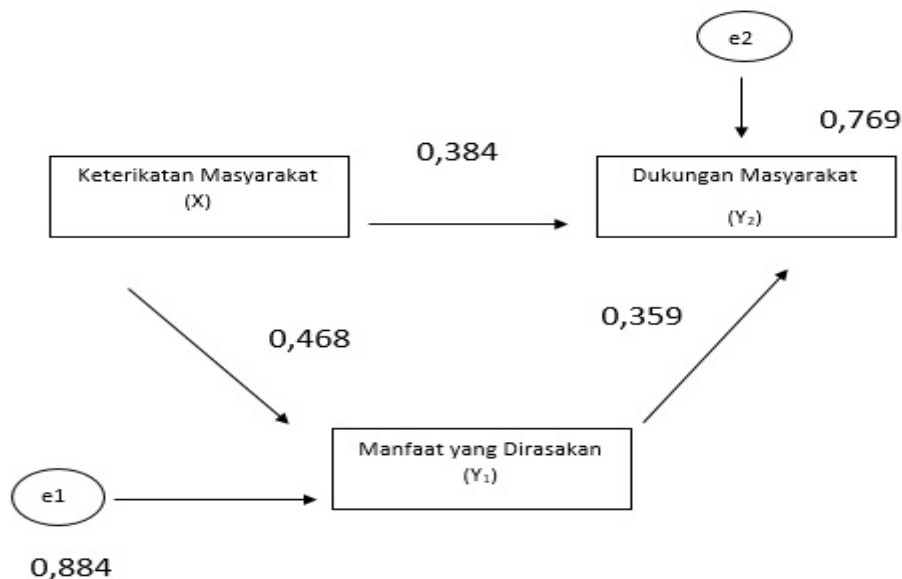 e2
0,769
0,384
Keterikatan Masyarakat
(X)
Dukungan Masyarakat
(Y₂)
0,468
0,359
Manfaat yang Dirasakan
(Y₁)
e1
0,884